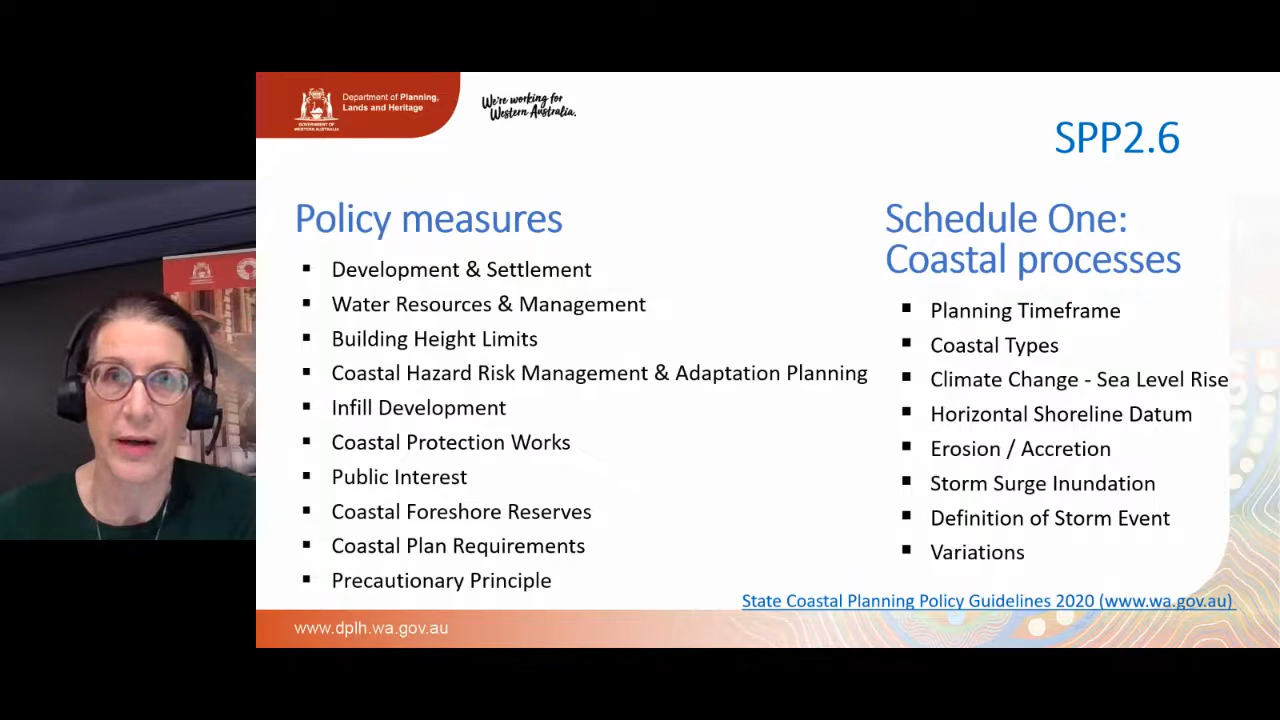 Department of Planning,
Lands and Heritage
GOVERNMENT OF
WESTERN AUSTRALIA
We're working for
Western Australia.
SPP2.6
Policy measures
▪ Development & Settlement
▪ Water Resources & Management
▪ Building Height Limits
▪ Coastal Hazard Risk Management & Adaptation Planning
▪ Infill Development
▪ Coastal Protection Works
▪ Public Interest
▪ Coastal Foreshore Reserves
▪ Coastal Plan Requirements
▪ Precautionary Principle
Schedule One:
Coastal processes
▪ Planning Timeframe
▪ Coastal Types
▪ Climate Change - Sea Level Rise
▪ Horizontal Shoreline Datum
▪ Erosion / Accretion
▪ Storm Surge Inundation
▪ Definition of Storm Event
▪ Variations
State Coastal Planning Policy Guidelines 2020 (www.wa.gov.au)
www.dplh.wa.gov.au